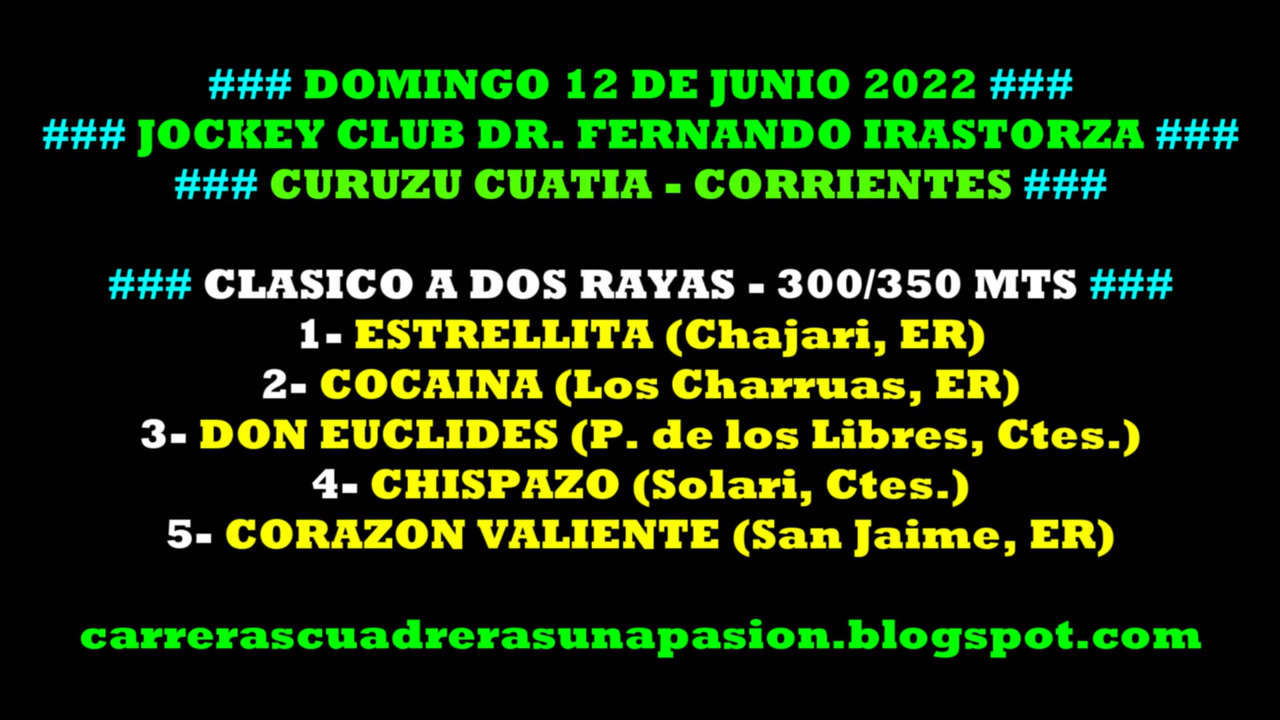 ### DOMINGO 12 DE JUNIO 2022 ###
### JOCKEY CLUB DR. FERNANDO IRASTORZA ###
### CURUZU CUATIA - CORRIENTES ###
### CLASICO A DOS RAYAS - 300/350 MTS ###
1- ESTRELLITA (Chajari, ER)
2- COCAINA (Los Charruas, ER)
3- DON EUCLIDES (P. de los Libres, Ctes.)
4- CHISPAZO (Solari, Ctes.)
5- CORAZON VALIENTE (San Jaime, ER)
carrerascuadrerasunapasion.blogspot.com